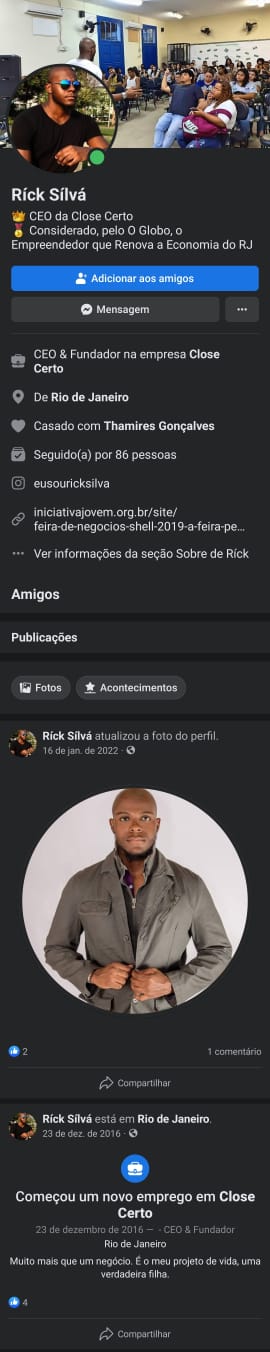 Ríck Sílvá
👑 CEO da Close Certo
🏅 Considerado, pelo O Globo, o
Empreendedor que Renova a Economia do RJ
Adicionar aos amigos
Mensagem
CEO & Fundador na empresa Close
Certo
De Rio de Janeiro
Casado com Thamires Gonçalves
Seguido(a) por 86 pessoas
eusouricksilva
iniciativajovem.org.br/site/
feira-de-negocios-shell-2019-a-feira-pe...
Ver informações da seção Sobre de Ríck
Amigos
Publicações
Fotos
Acontecimentos
Ríck Sílvá atualizou a foto do perfil.
16 de jan. de 2022 ·
2
1 comentário
Compartilhar
Ríck Sílvá está em Rio de Janeiro.
23 de dez. de 2016 ·
Começou um novo emprego em Close
Certo
23 de dezembro de 2016 — · CEO & Fundador
Rio de Janeiro
Muito mais que um negócio. É o meu projeto de vida, uma
verdadeira filha.
4
Compartilhar